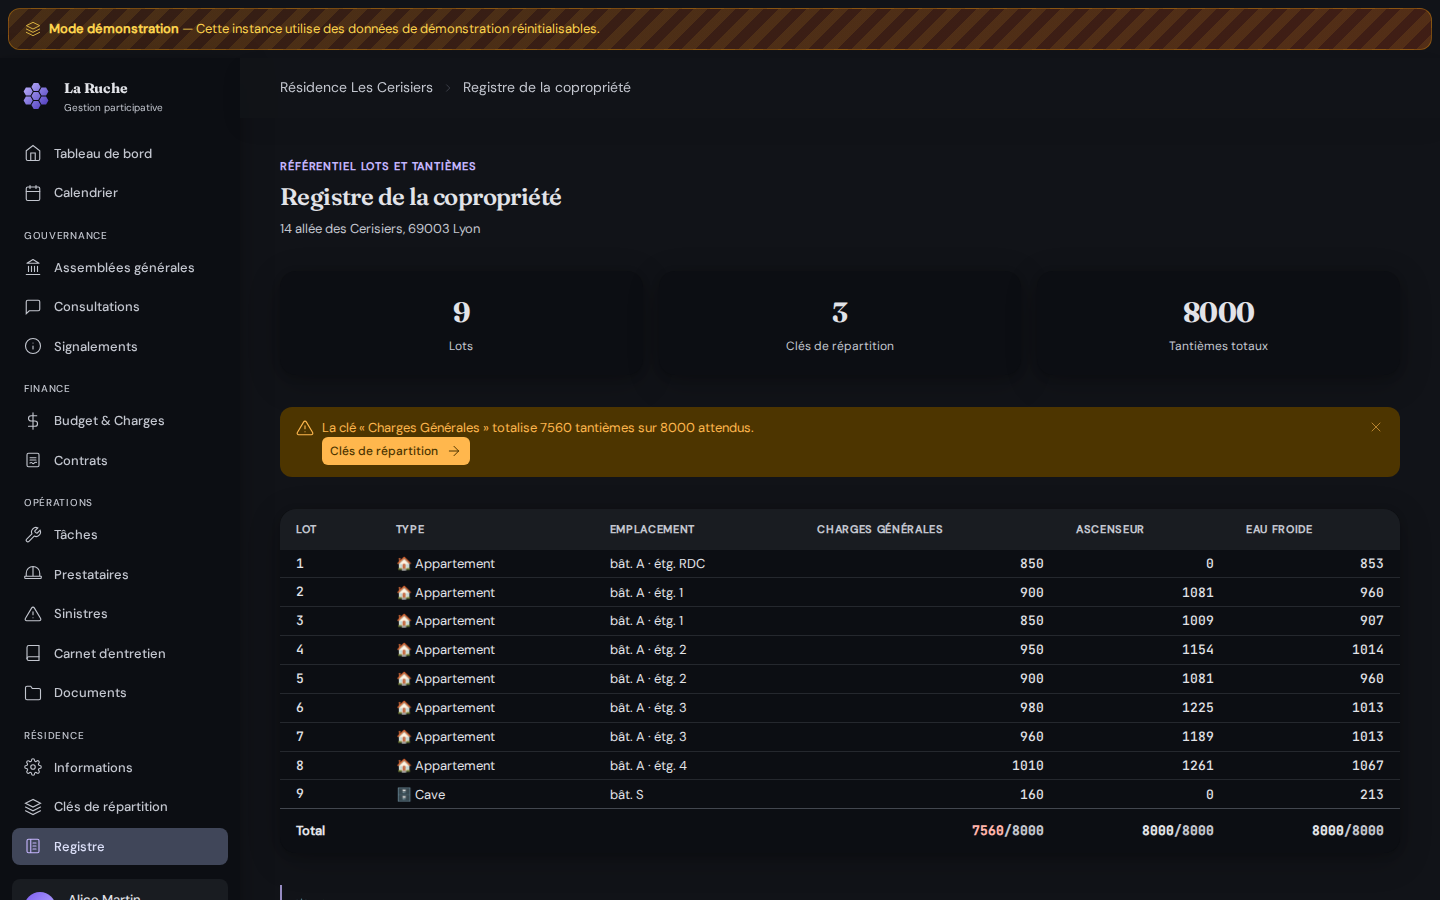 Mode démonstration — Cette instance utilise des données de démonstration réinitialisables.
La Ruche
Gestion participative
Résidence Les Cerisiers > Registre de la copropriété
Tableau de bord
Calendrier
GOUVERNANCE
Assemblées générales
Consultations
Signalements
FINANCE
Budget & Charges
Contrats
OPÉRATIONS
Tâches
Prestataires
Sinistres
Carnet d'entretien
Documents
RÉSIDENCE
Informations
Clés de répartition
Registre
Alice Martin
RÉFÉRENTIEL LOTS ET TANTIÈMES
Registre de la copropriété
14 allée des Cerisiers, 69003 Lyon
9
Lots
3
Clés de répartition
8000
Tantièmes totaux
La clé « Charges Générales » totalise 7560 tantièmes sur 8000 attendus.
Clés de répartition →
LOT TYPE EMPLACEMENT CHARGES GÉNÉRALES ASCENSEUR EAU FROIDE
1 Appartement bât. A · étg. RDC 850 0 853
2 Appartement bât. A · étg. 1 900 1081 960
3 Appartement bât. A · étg. 1 850 1009 907
4 Appartement bât. A · étg. 2 950 1154 1014
5 Appartement bât. A · étg. 2 900 1081 960
6 Appartement bât. A · étg. 3 980 1225 1013
7 Appartement bât. A · étg. 3 960 1189 1013
8 Appartement bât. A · étg. 4 1010 1261 1067
9 Cave bât. S 160 0 213
Total 7560/8000 8000/8000 8000/8000